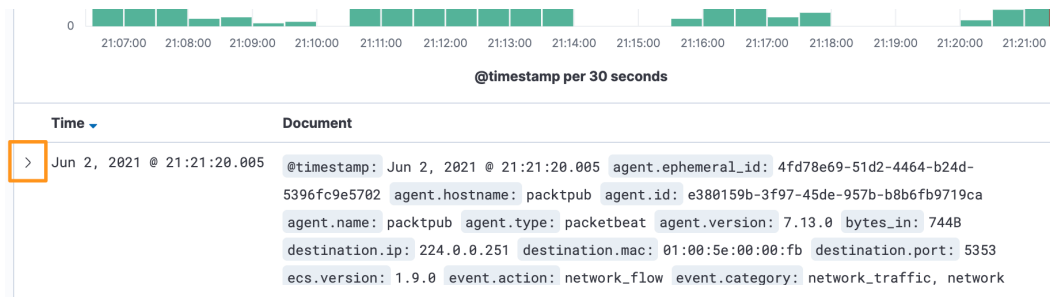 0
21:07:00 21:08:00 21:09:00 21:10:00 21:11:00 21:12:00 21:13:00 21:14:00 21:15:00 21:16:00 21:17:00 21:18:00 21:19:00 21:20:00 21:21:00
@timestamp per 30 seconds
Time Document
Jun 2, 2021 @ 21:21:20.005 @timestamp: Jun 2, 2021 @ 21:21:20.005 agent.ephemeral_id: 4fd78e69-51d2-4464-b24d-
5396fc9e5702 agent.hostname: packtpub agent.id: e380159b-3f97-45de-957b-b8b6fb9719ca
agent.name: packtpub agent.type: packetbeat agent.version: 7.13.0 bytes_in: 744B
destination.ip: 224.0.0.251 destination.mac: 01:00:5e:00:00:fb destination.port: 5353
ecs.version: 1.9.0 event.action: network_flow event.category: network_traffic, network